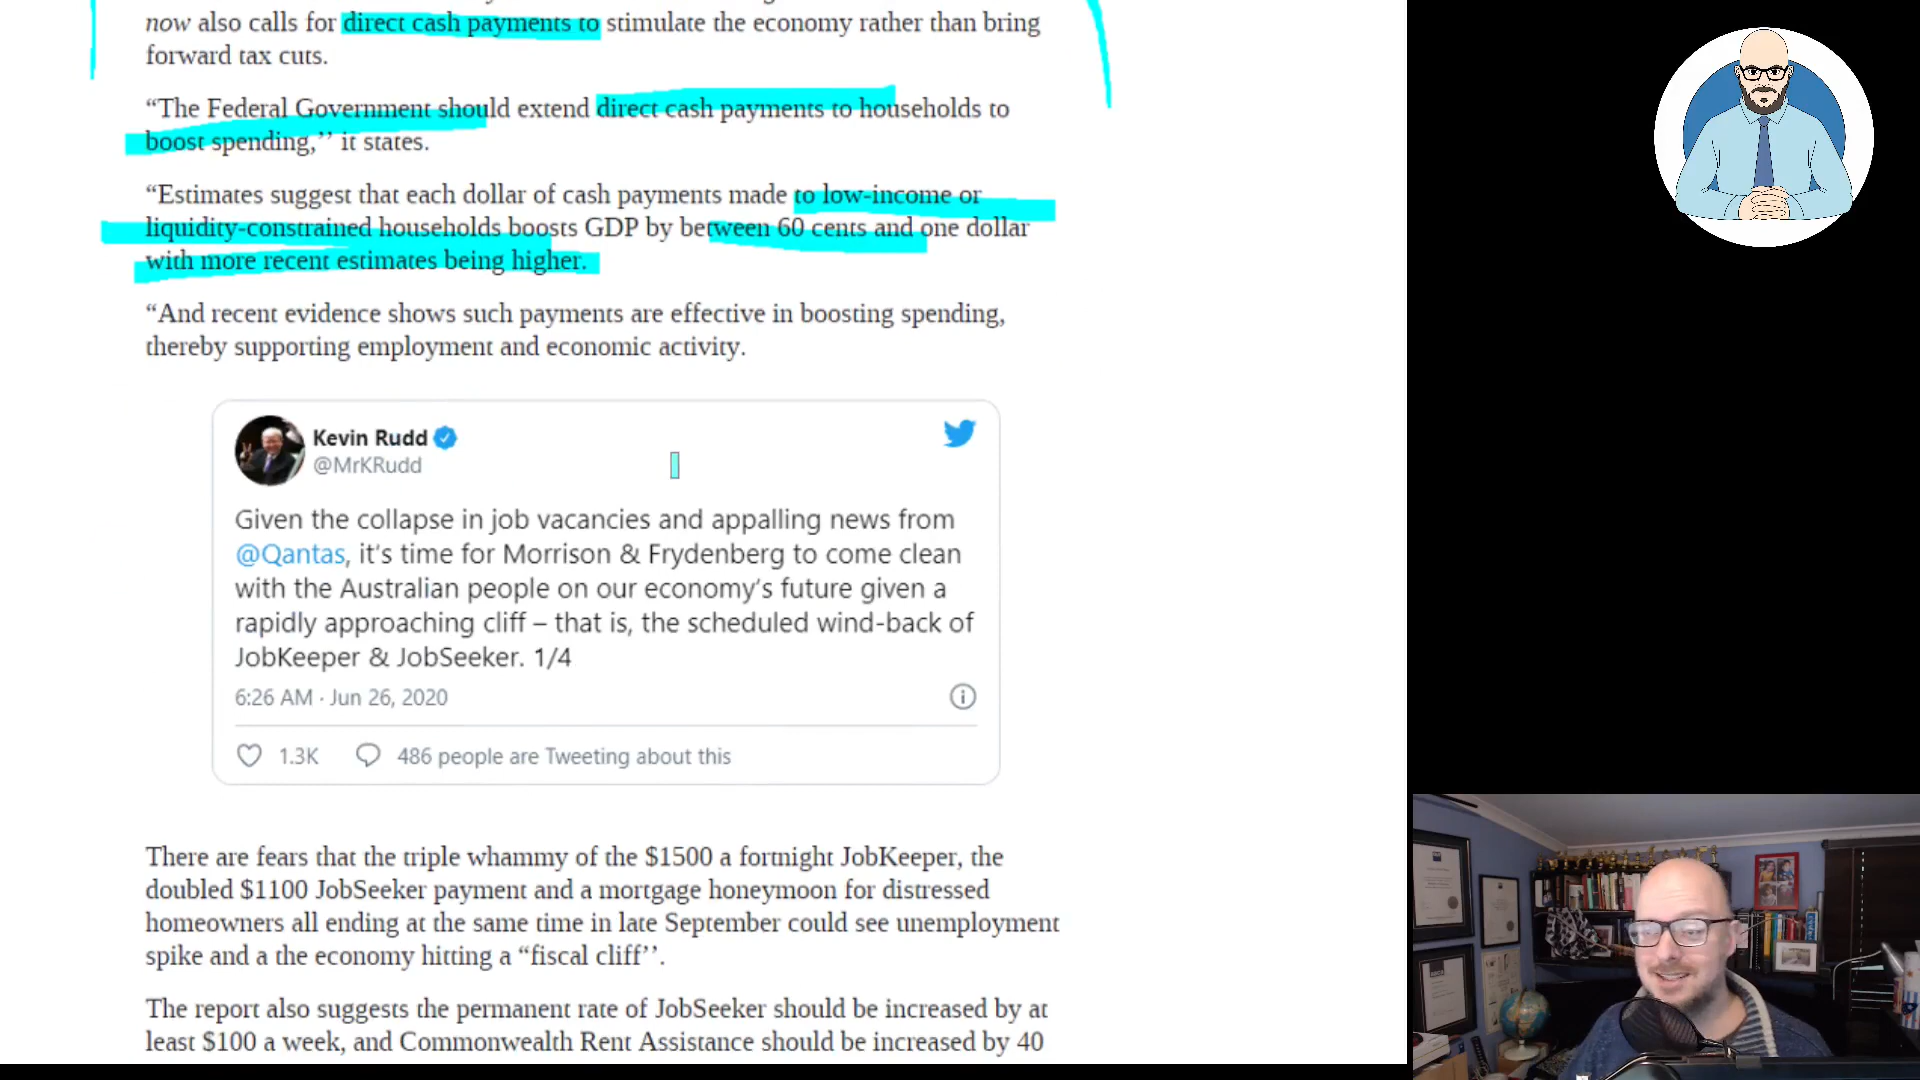 now also calls for direct cash payments to stimulate the economy rather than bring
forward tax cuts.
“The Federal Government should extend direct cash payments to households to
boost spending,’’ it states.
“Estimates suggest that each dollar of cash payments made to low-income or
liquidity-constrained households boosts GDP by between 60 cents and one dollar
with more recent estimates being higher.
“And recent evidence shows such payments are effective in boosting spending,
thereby supporting employment and economic activity.
Kevin Rudd
@MrKRudd
Given the collapse in job vacancies and appalling news from
@Qantas, it’s time for Morrison & Frydenberg to come clean
with the Australian people on our economy’s future given a
rapidly approaching cliff – that is, the scheduled wind-back of
JobKeeper & JobSeeker. 1/4
6:26 AM · Jun 26, 2020
1.3K 486 people are Tweeting about this
There are fears that the triple whammy of the $1500 a fortnight JobKeeper, the
doubled $1100 JobSeeker payment and a mortgage honeymoon for distressed
homeowners all ending at the same time in late September could see unemployment
spike and a the economy hitting a “fiscal cliff’’.
The report also suggests the permanent rate of JobSeeker should be increased by at
least $100 a week, and Commonwealth Rent Assistance should be increased by 40